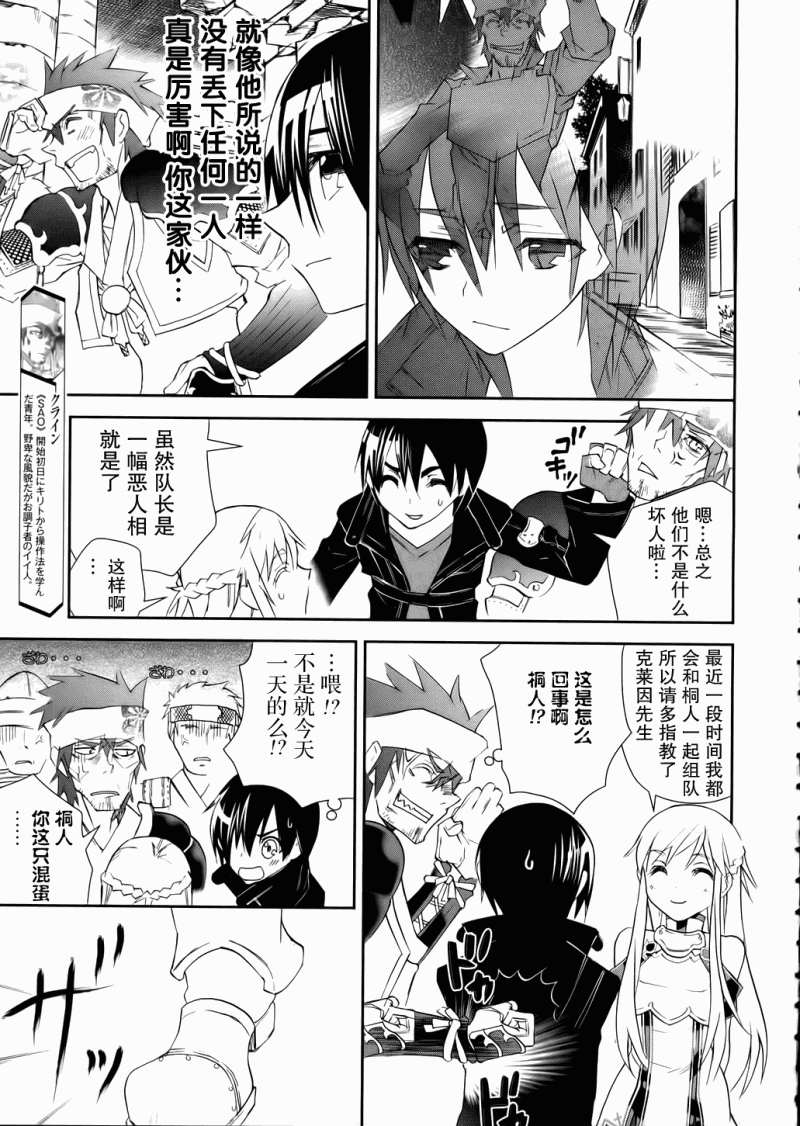 就像他所说的一样
没有丢下任何一人
真是厉害啊 你这家伙…
クライン
《SAO》開始初日にキリトから操作法を学ん
だ青年。野卑な風貌だがお調子者のイイ人。
嗯…总之
他们不是什么
坏人啦…
ゴキッ
虽然队长是
一幅恶人相
就是了
这样啊
…
最近一段时间我都
会和桐人一起组队
所以请多指教了
克莱因先生
这是怎么
回事啊
桐人!?
ドカッ
ドカッ
…喂!?
不是就今天
一天的么!?
ざわ・・・
ざわ・・・
桐人
你这只混蛋
……